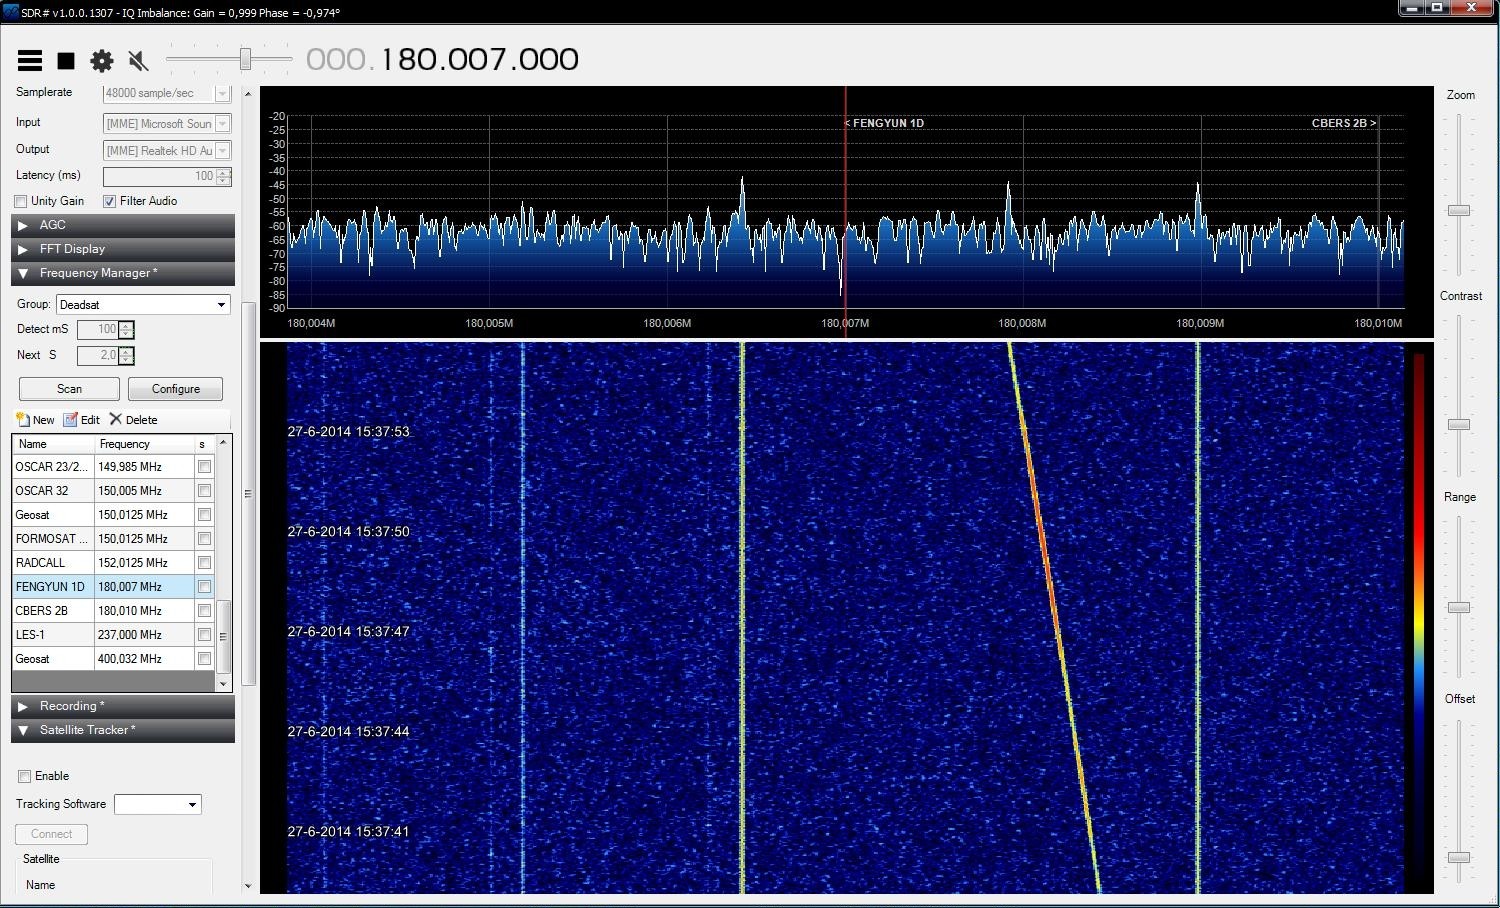 SDR# v1.0.0.1307 - IQ Imbalance: Gain = 0,999 Phase = -0,974°
000.180.007.000
Samplerate 48000 sample/sec
Input [MME] Microsoft Soun
Output [MME] Realtek HD Au
Latency (ms) 100
Unity Gain Filter Audio
AGC
FFT Display
Frequency Manager *
Group: Deadsat
Detect mS 100
Next S 2,0
Scan Configure
New Edit Delete
Name Frequency s
OSCAR 23/2... 149,985 MHz
OSCAR 32 150,005 MHz
Geosat 150,0125 MHz
FORMOSAT ... 150,0125 MHz
RADCALL 152,0125 MHz
FENGYUN 1D 180,007 MHz
CBERS 2B 180,010 MHz
LES-1 237,000 MHz
Geosat 400,032 MHz
Recording *
Satellite Tracker *
Enable
Tracking Software
Connect
Satellite
Name
< FENGYUN 1D CBERS 2B >
-20
-25
-30
-35
-40
-45
-50
-55
-60
-65
-70
-75
-80
-85
-90
180,004M 180,005M 180,006M 180,007M 180,008M 180,009M 180,010M
27-6-2014 15:37:53
27-6-2014 15:37:50
27-6-2014 15:37:47
27-6-2014 15:37:44
27-6-2014 15:37:41
Zoom
Contrast
Range
Offset